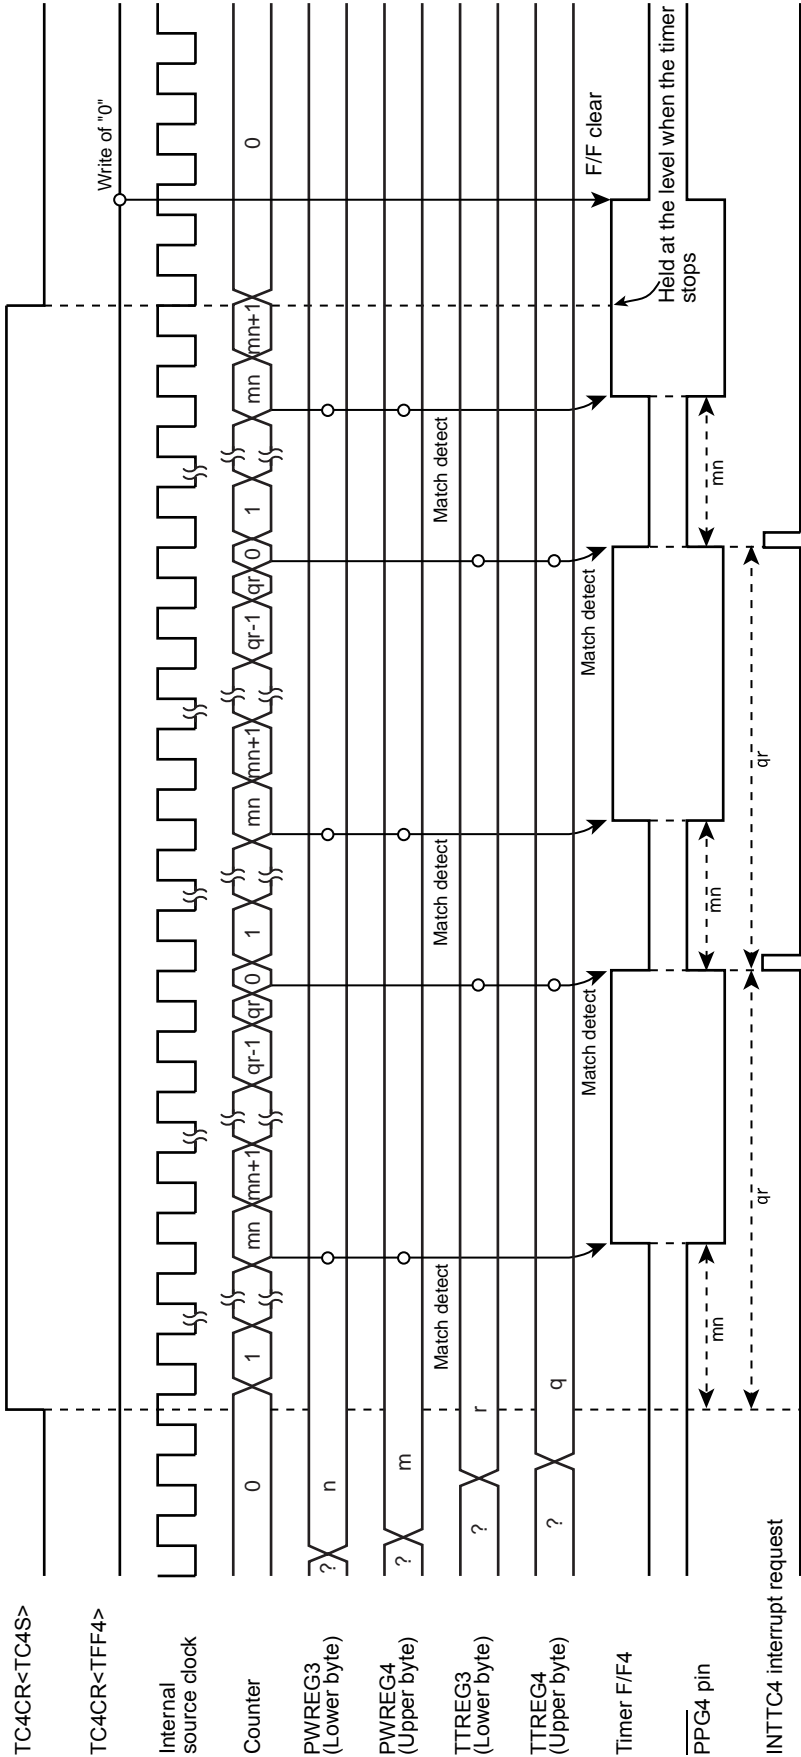 TC4CR<TC4S>
TC4CR<TFF4>
Write of "0"
Internal
source clock
Counter
0
1
mn
mn+1
qr-1
qr
0
1
mn
mn+1
qr-1
qr
0
1
mn
mn+1
0
PWREG3
(Lower byte)
?
n
PWREG4
(Upper byte)
?
m
Match detect
Match detect
Match detect
TTREG3
(Lower byte)
?
r
TTREG4
(Upper byte)
?
q
Match detect
Match detect
F/F clear
Timer F/F4
Held at the level when the timer
stops
PPG4 pin
mn
mn
mn
qr
qr
INTTC4 interrupt request